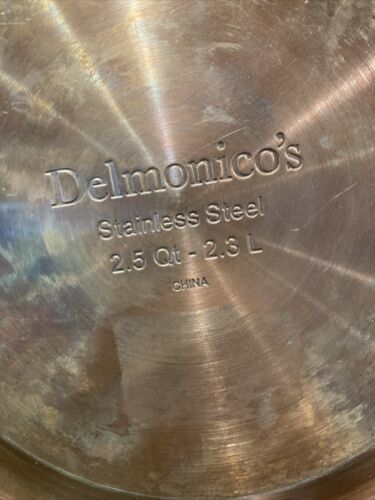 Delmonico's
Stainless Steel
2.5 Qt - 2.3 L
CHINA